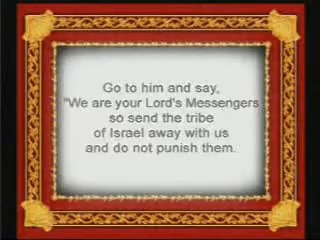 Go to him and say,
"We are your Lord's Messengers
so send the tribe
of Israel away with us
and do not punish them.